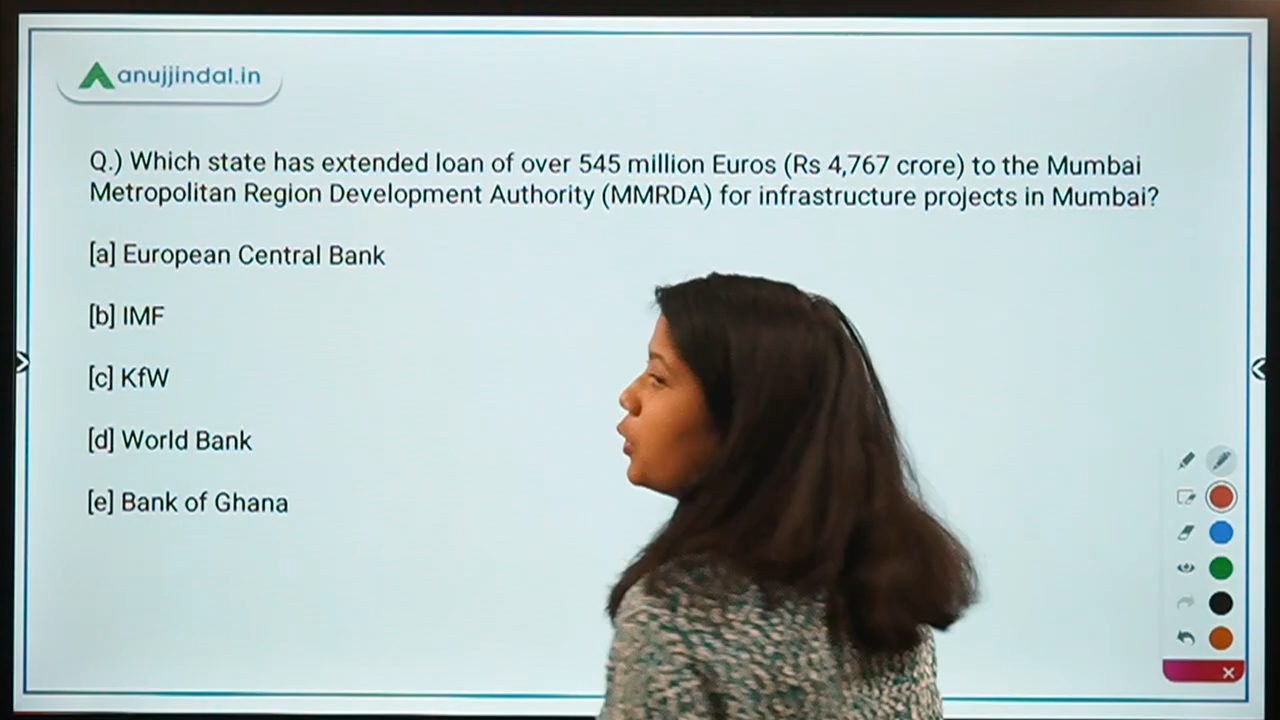 anujjindal.in
Q.) Which state has extended loan of over 545 million Euros (Rs 4,767 crore) to the Mumbai
Metropolitan Region Development Authority (MMRDA) for infrastructure projects in Mumbai?
[a] European Central Bank
[b] IMF
[c] KfW
[d] World Bank
[e] Bank of Ghana